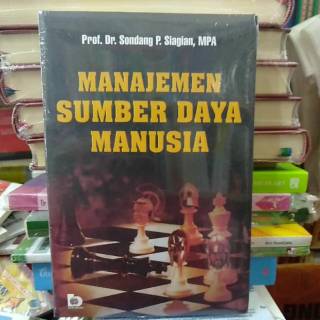 Prof. Dr. Sondang P. Siagian, MPA
MANAJEMEN
SUMBER DAYA
MANUSIA